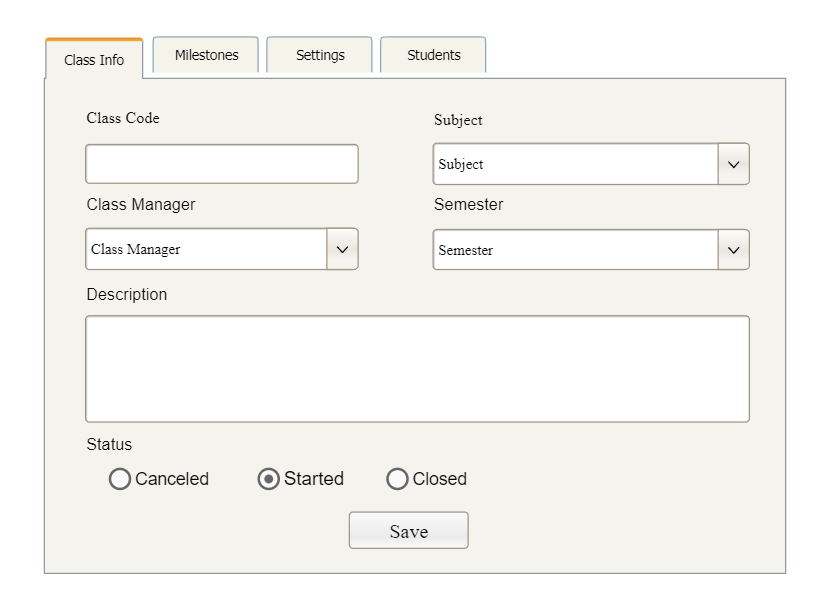 Class Info
Milestones
Settings
Students
Class Code
Subject
Subject
Class Manager
Semester
Class Manager
Semester
Description
Status
Canceled
Started
Closed
Save